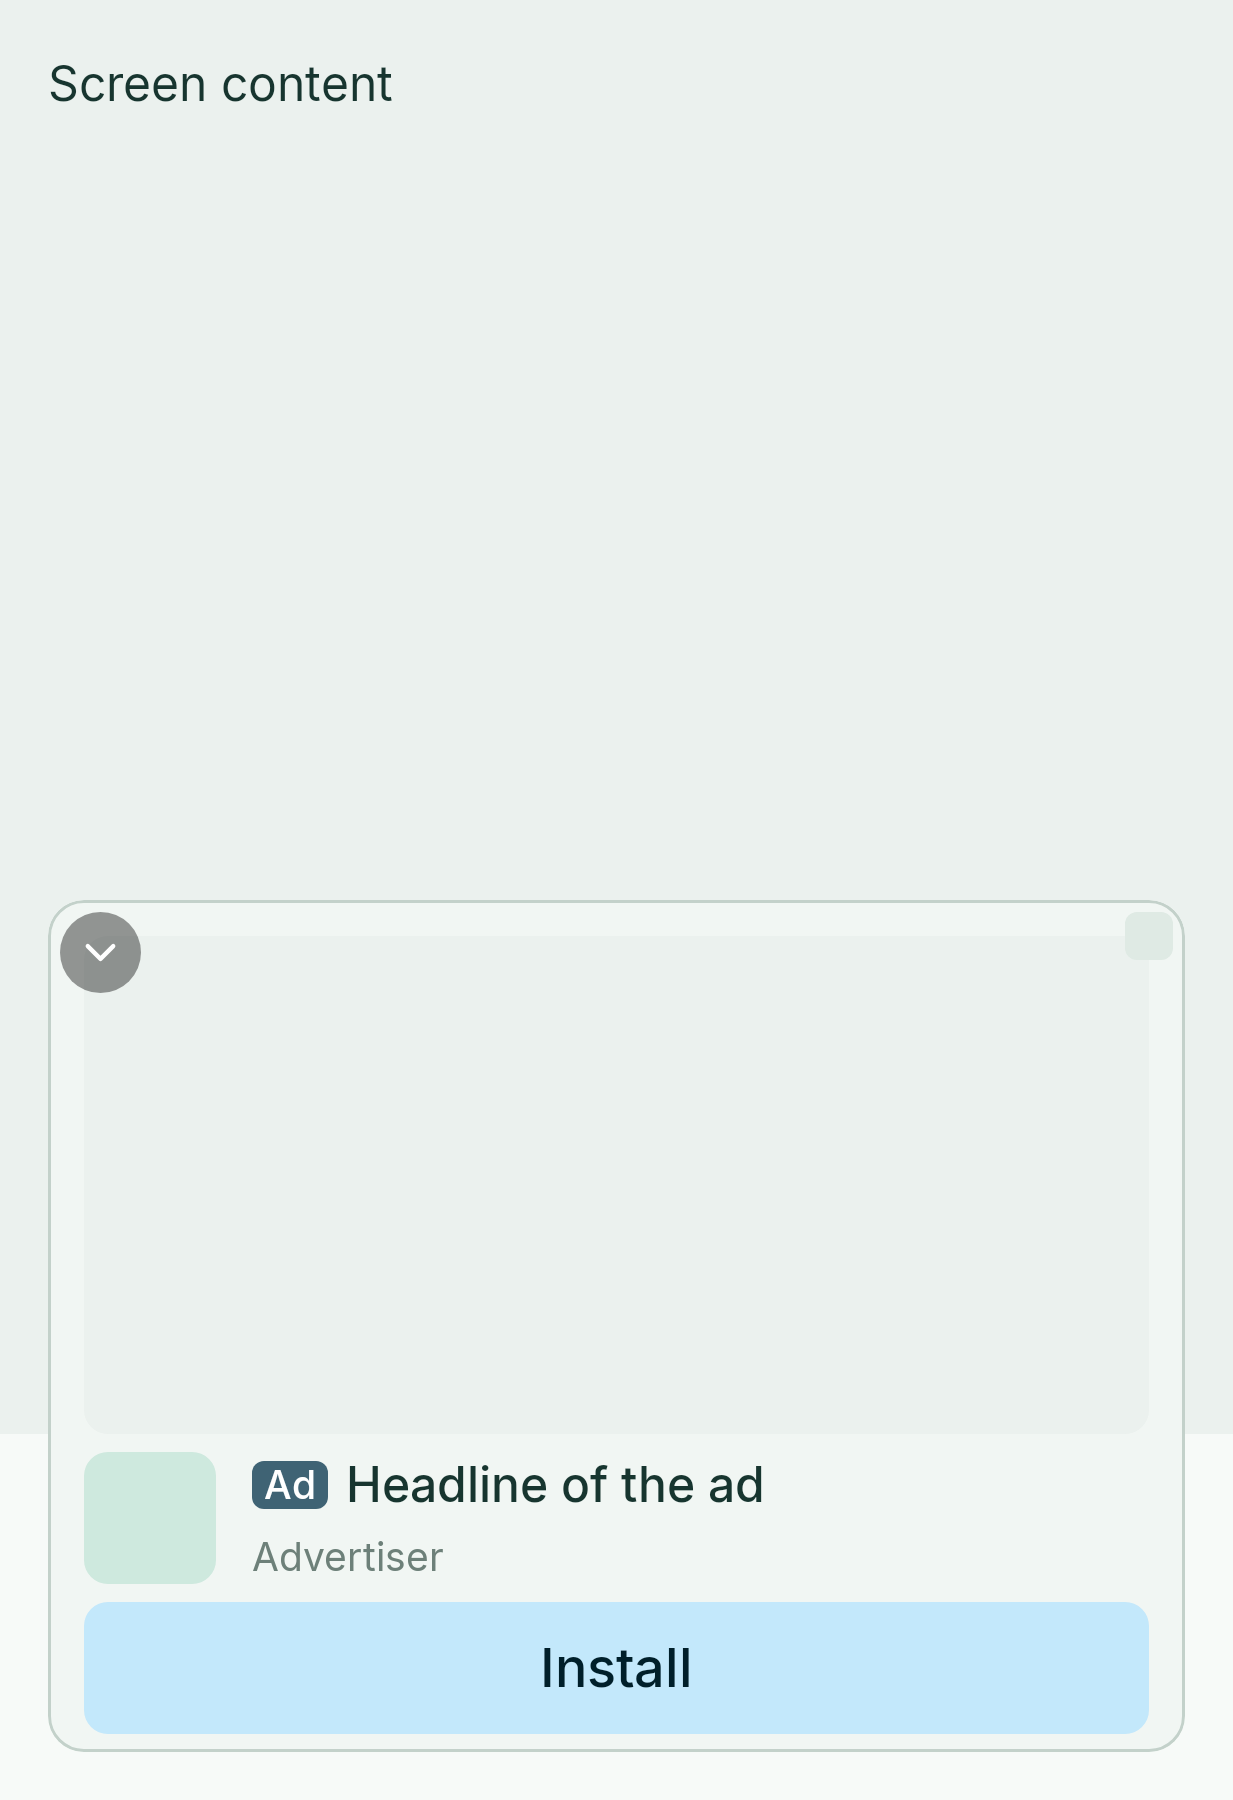 Screen content
Ad Headline of the ad
Advertiser
Install